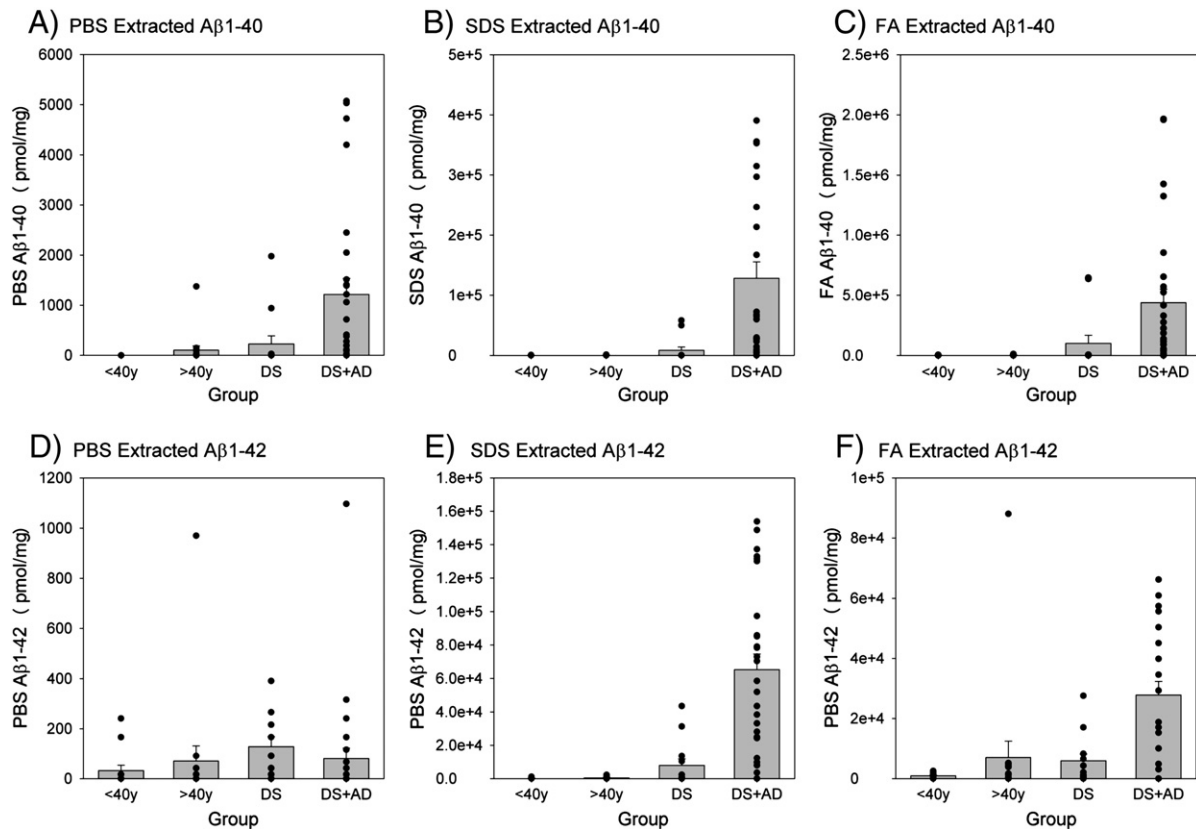 A) PBS Extracted Aβ1-40
PBS Aβ1-40 ( pmol/mg)
6000
5000
4000
3000
2000
1000
0
<40y >40y DS DS+AD
Group
B) SDS Extracted Aβ1-40
SDS Aβ1-40 ( pmol/mg)
5e+5
4e+5
3e+5
2e+5
1e+5
0
<40y >40y DS DS+AD
Group
C) FA Extracted Aβ1-40
FA Aβ1-40 ( pmol/mg)
2.5e+6
2.0e+6
1.5e+6
1.0e+6
5.0e+5
0.0
<40y >40y DS DS+AD
Group
D) PBS Extracted Aβ1-42
PBS Aβ1-42 ( pmol/mg)
1200
1000
800
600
400
200
0
<40y >40y DS DS+AD
Group
E) SDS Extracted Aβ1-42
PBS Aβ1-42 ( pmol/mg)
1.8e+5
1.6e+5
1.4e+5
1.2e+5
1.0e+5
8.0e+4
6.0e+4
4.0e+4
2.0e+4
0.0
<40y >40y DS DS+AD
Group
F) FA Extracted Aβ1-42
PBS Aβ1-42 ( pmol/mg)
1e+5
8e+4
6e+4
4e+4
2e+4
0
<40y >40y DS DS+AD
Group